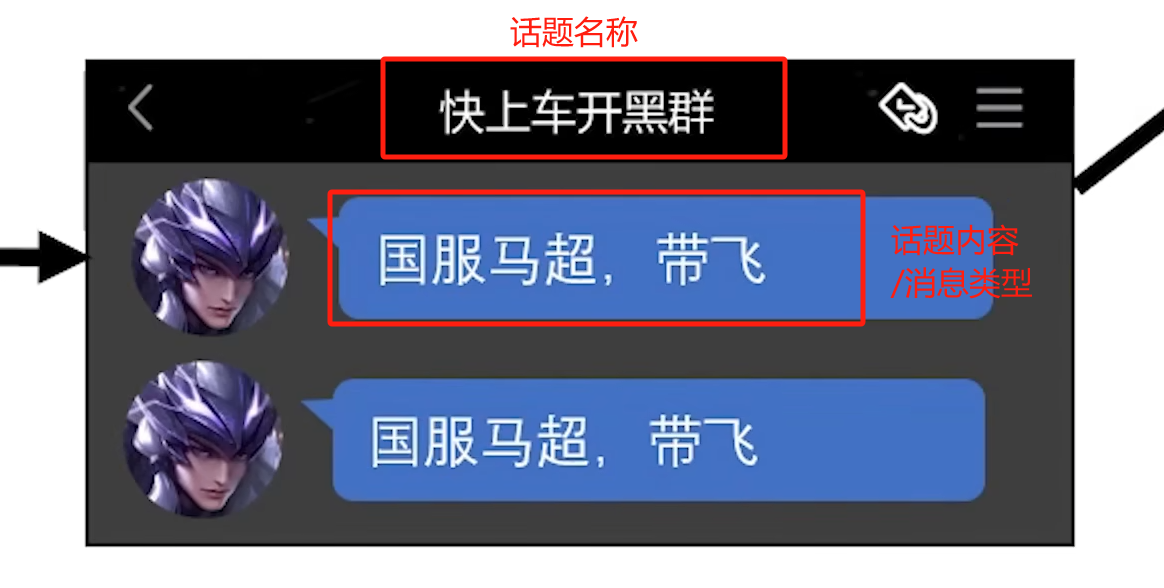 话题名称
快上车开黑群
国服马超，带飞
话题内容
/消息类型
国服马超，带飞